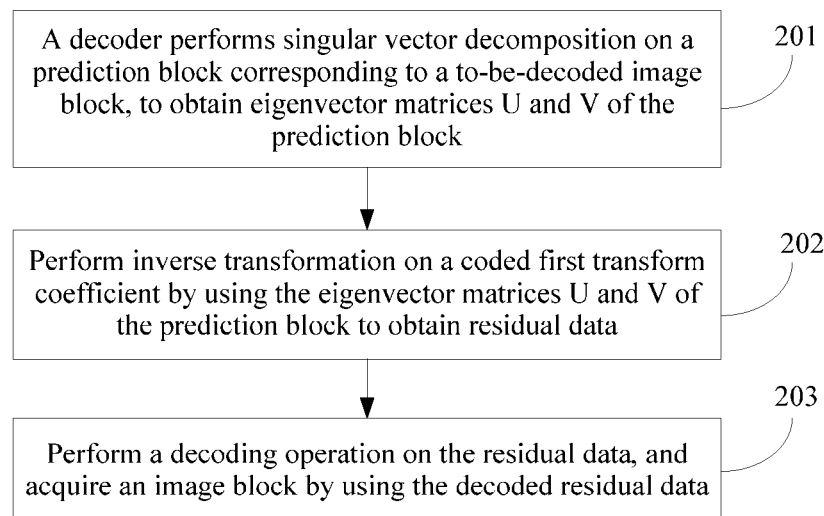 A decoder performs singular vector decomposition on a
prediction block corresponding to a to-be-decoded image
block, to obtain eigenvector matrices U and V of the
prediction block
201
Perform inverse transformation on a coded first transform
coefficient by using the eigenvector matrices U and V of
the prediction block to obtain residual data
202
Perform a decoding operation on the residual data, and
acquire an image block by using the decoded residual data
203